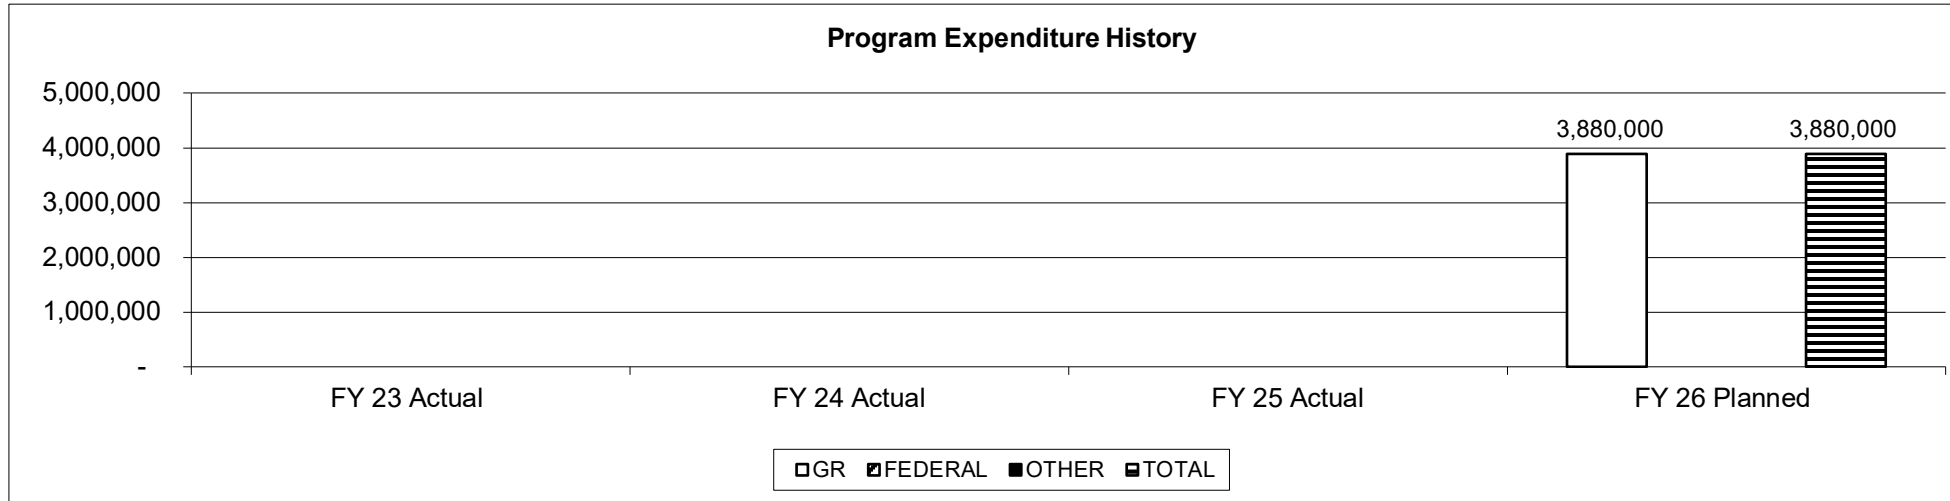 Program Expenditure History
5,000,000
4,000,000
3,000,000
2,000,000
1,000,000
-
3,880,000 3,880,000
FY 23 Actual FY 24 Actual FY 25 Actual FY 26 Planned
GR FEDERAL OTHER TOTAL